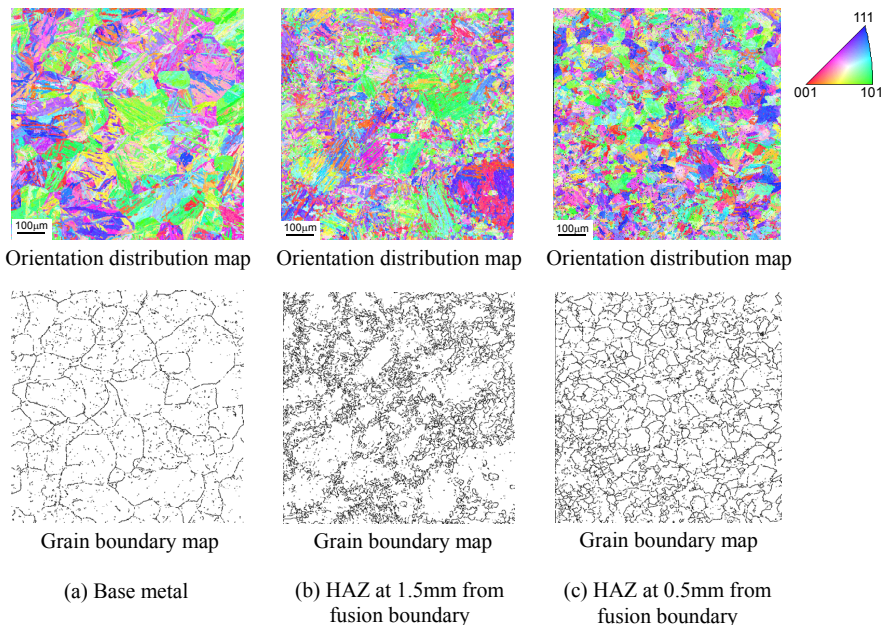 111
001
101
100μm
100μm
100μm
Orientation distribution map
Orientation distribution map
Orientation distribution map
Grain boundary map
Grain boundary map
Grain boundary map
(a) Base metal
(b) HAZ at 1.5mm from
fusion boundary
(c) HAZ at 0.5mm from
fusion boundary